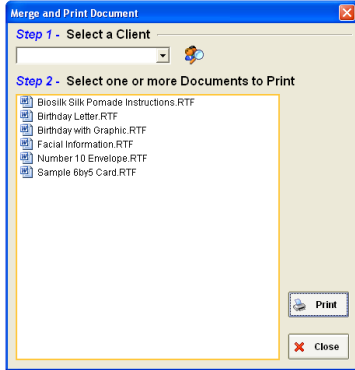 Merge and Print Document
Step 1 - Select a Client
Step 2 - Select one or more Documents to Print
Biosilk Silk Pomade Instructions.RTF
Birthday Letter.RTF
Birthday with Graphic.RTF
Facial Information.RTF
Number 10 Envelope.RTF
Sample 6by5 Card.RTF
Print
Close